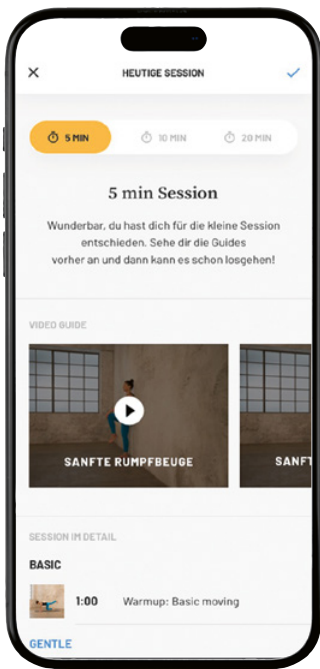 HEUTIGE SESSION
5 MIN
10 MIN
20 MIN
5 min Session
Wunderbar, du hast dich für die kleine Session
entschieden. Sehe dir die Guides
vorher an und dann kann es schon losgehen!
VIDEO GUIDE
SANFTE RUMPFBEUGE
SANFT
SESSION IM DETAIL
BASIC
1:00 Warmup: Basic moving
GENTLE